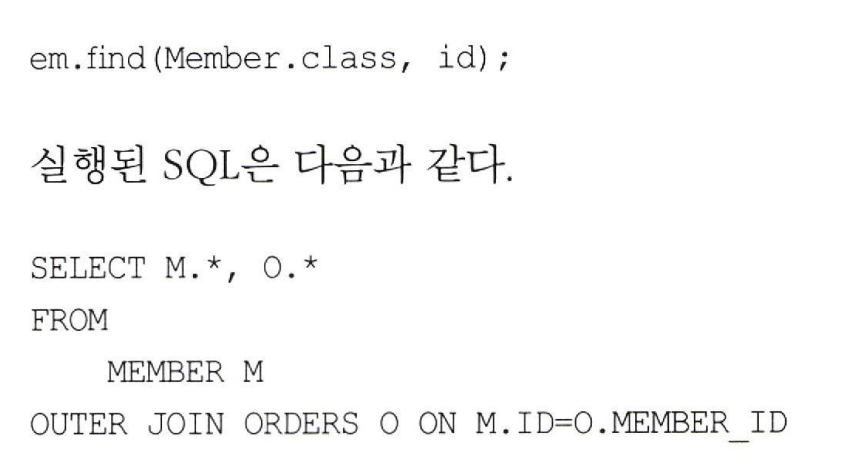 em.find(Member.class, id);
실행된 SQL은 다음과 같다.
SELECT M.*, O.*
FROM
    MEMBER M
OUTER JOIN ORDERS O ON M.ID=O.MEMBER_ID